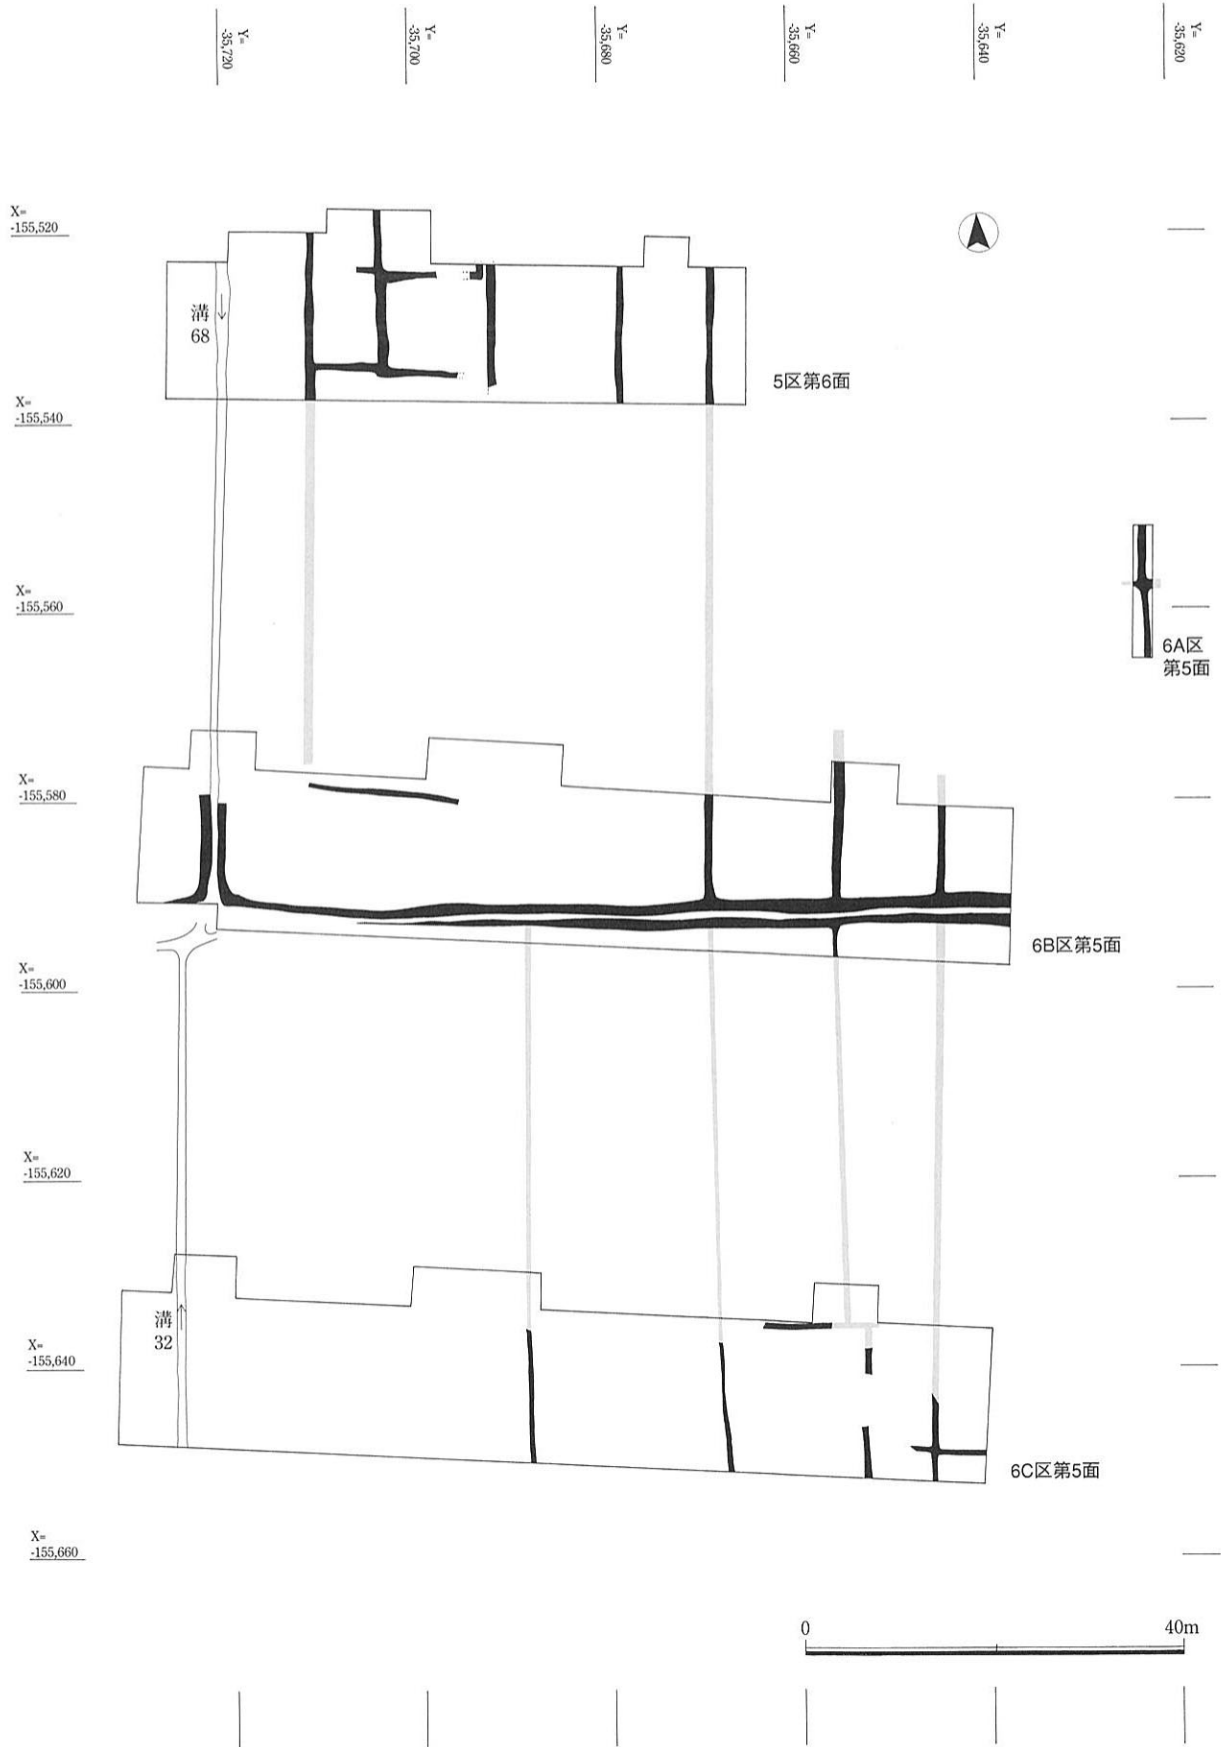 Y=
-35,720
Y=
-35,700
Y=
-35,680
Y=
-35,660
Y=
-35,640
Y=
-35,620
X=
-155,520
溝
68
5区第6面
X=
-155,540
X=
-155,560
6A区
第5面
X=
-155,580
6B区第5面
X=
-155,600
X=
-155,620
溝
32
X=
-155,640
6C区第5面
X=
-155,660
0 40m